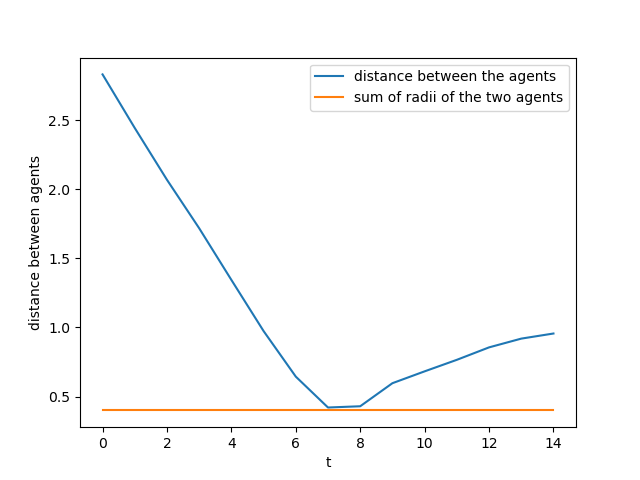 distance between the agents
sum of radii of the two agents
distance between agents
2.5
2.0
1.5
1.0
0.5
0 2 4 6 8 10 12 14
t